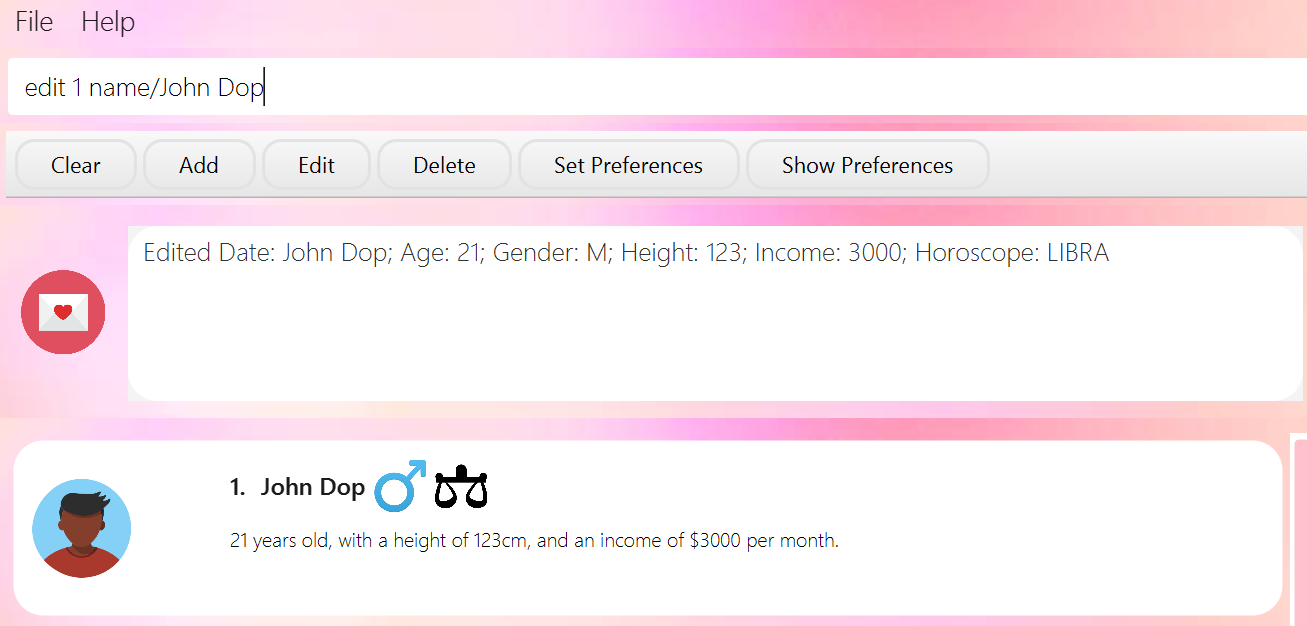 File Help
edit 1 name/John Dop
Clear Add Edit Delete Set Preferences Show Preferences
Edited Date: John Dop; Age: 21; Gender: M; Height: 123; Income: 3000; Horoscope: LIBRA
1. John Dop
21 years old, with a height of 123cm, and an income of $3000 per month.